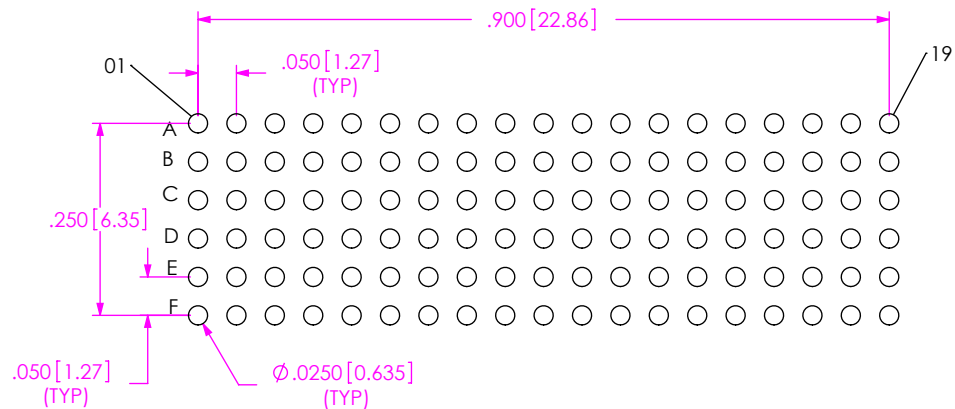 .900 [22.86]
01
.050 [1.27]
(TYP)
19
A
B
C
.250 [6.35]
D
E
F
.050 [1.27]
(TYP)
Ø .0250 [0.635]
(TYP)